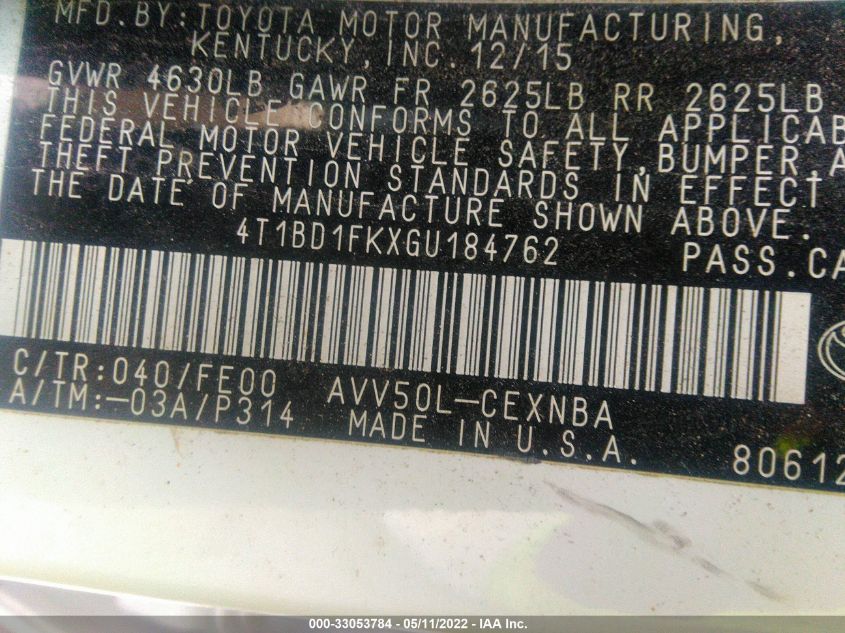 MFD.BY:TOYOTA MOTOR MANUFACTURING,
KENTUCKY, INC. 12/15
GVWR 4630LB GAWR FR 2625LB RR 2625LB
THIS VEHICLE CONFORMS TO ALL APPLICAB
FEDERAL MOTOR VEHICLE SAFETY,BUMPER,A
THEFT PREVENTION STANDARDS IN EFFECT
THE DATE OF MANUFACTURE SHOWN ABOVE.
4T1BD1FKXGU184762 PASS.CA
C/TR:040/FE00 AVV50L-CEXNBA
A/TM:-03A/P314 MADE IN U.S.A.
80612
000-33053784 - 05/11/2022 - IAA Inc.